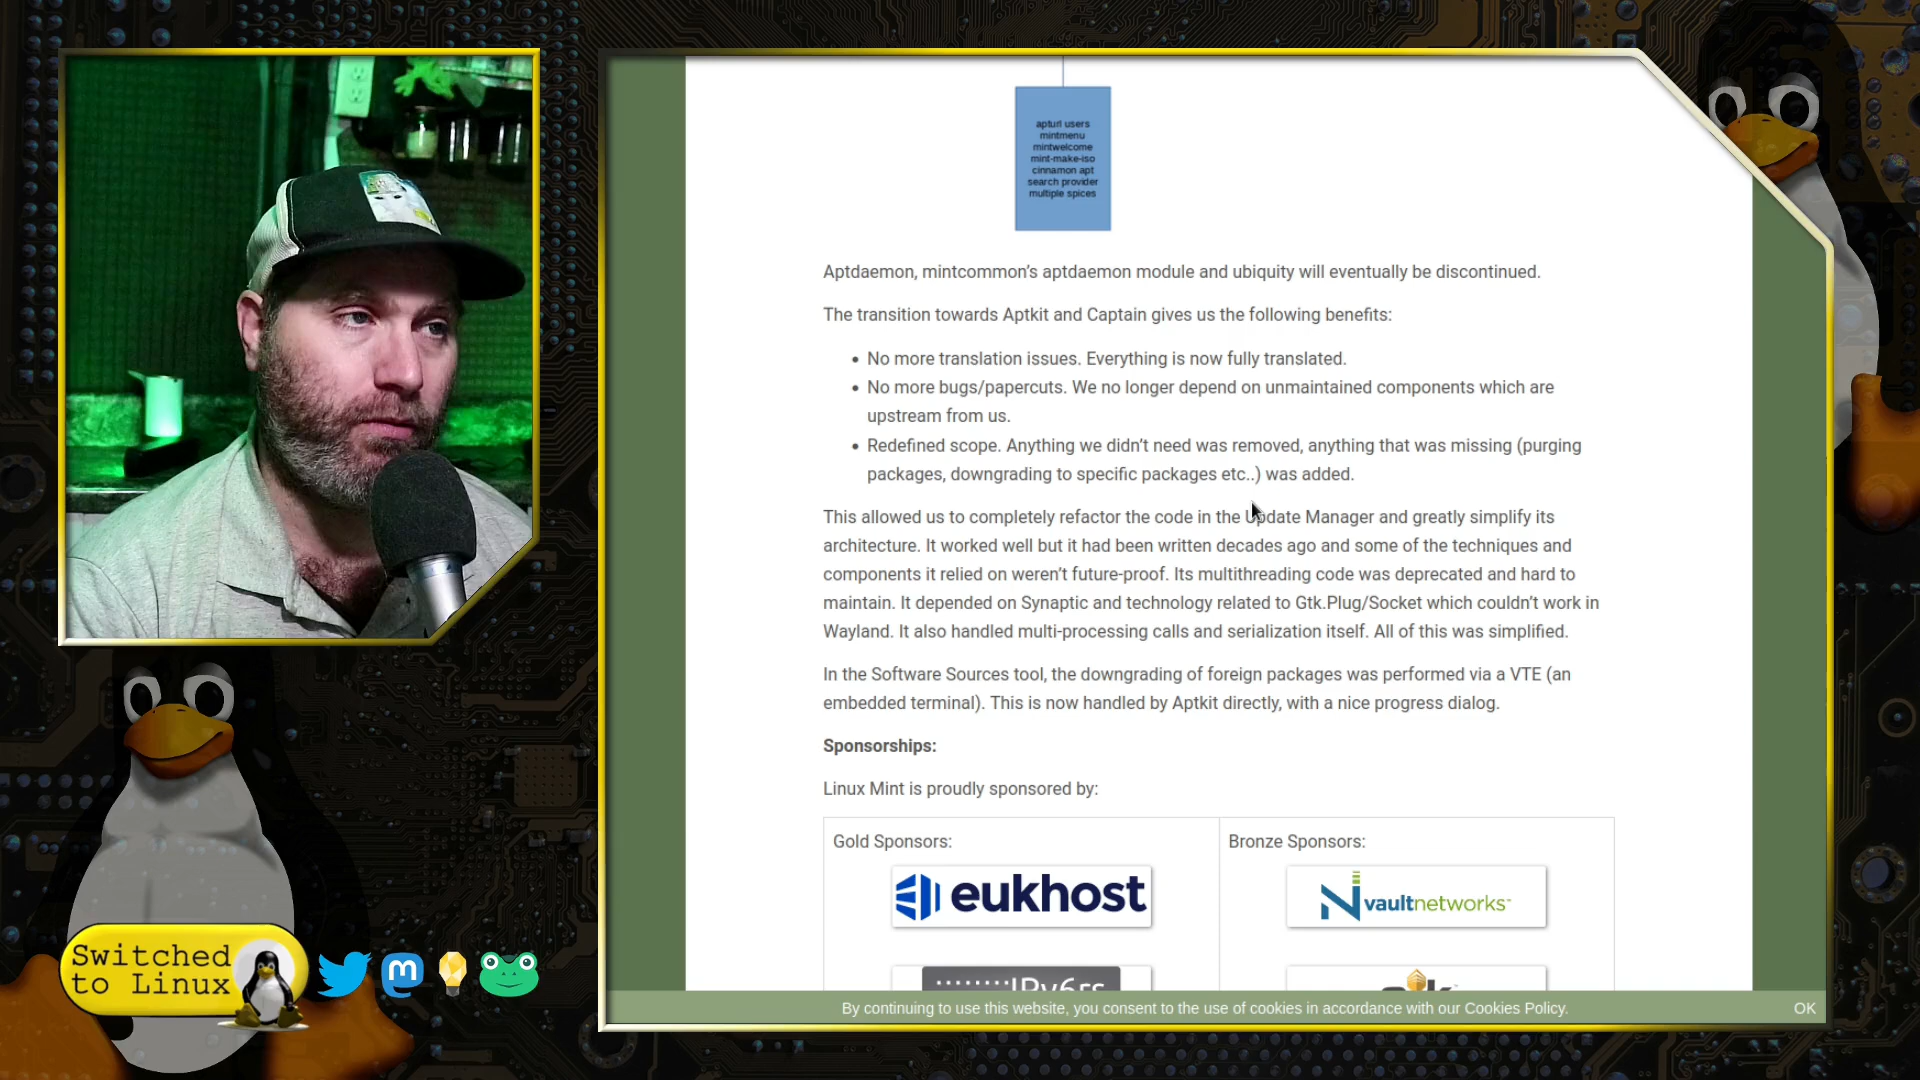 apturl users
mintmenu
mintwelcome
mint-make-iso
cinnamon apt
search provider
multiple spices
Aptdaemon, mintcommon’s aptdaemon module and ubiquity will eventually be discontinued.
The transition towards Aptkit and Captain gives us the following benefits:
No more translation issues. Everything is now fully translated.
No more bugs/papercuts. We no longer depend on unmaintained components which are
upstream from us.
Redefined scope. Anything we didn’t need was removed, anything that was missing (purging
packages, downgrading to specific packages etc..) was added.
This allowed us to completely refactor the code in the Update Manager and greatly simplify its
architecture. It worked well but it had been written decades ago and some of the techniques and
components it relied on weren’t future-proof. Its multithreading code was deprecated and hard to
maintain. It depended on Synaptic and technology related to Gtk.Plug/Socket which couldn’t work in
Wayland. It also handled multi-processing calls and serialization itself. All of this was simplified.
In the Software Sources tool, the downgrading of foreign packages was performed via a VTE (an
embedded terminal). This is now handled by Aptkit directly, with a nice progress dialog.
Sponsorships:
Linux Mint is proudly sponsored by:
Gold Sponsors:
Bronze Sponsors:
eukhost
vaultnetworks
By continuing to use this website, you consent to the use of cookies in accordance with our Cookies Policy.
OK
Switched
to Linux